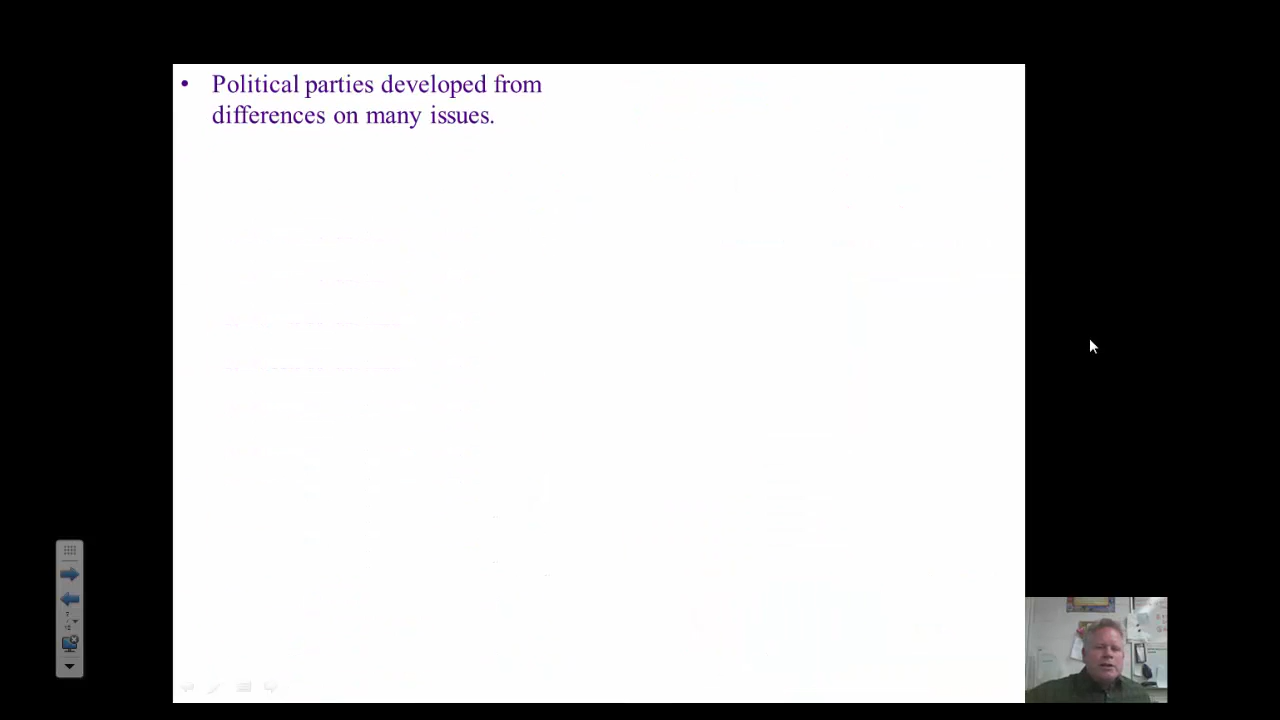 • Political parties developed from
differences on many issues.